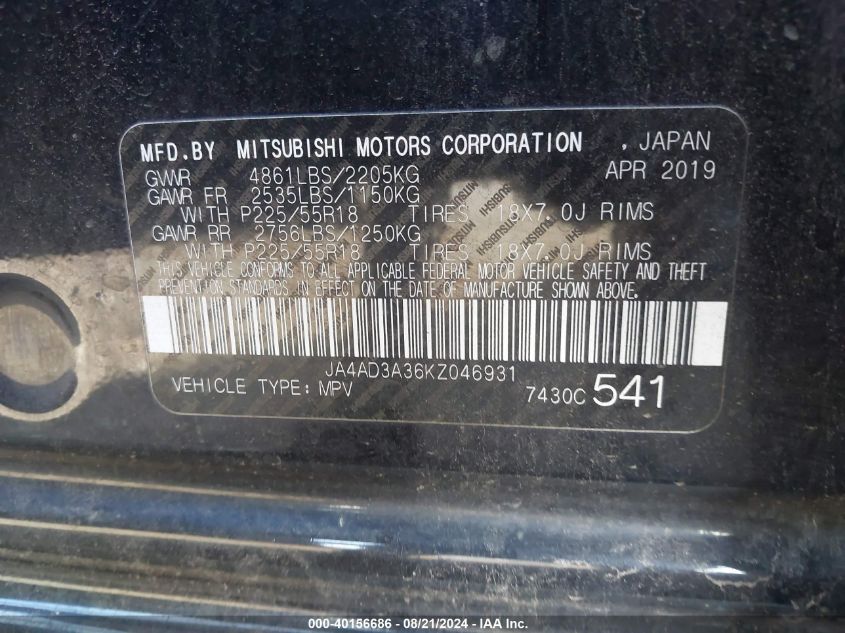 MFD.BY MITSUBISHI MOTORS CORPORATION , JAPAN
GVWR 4861LBS/2205KG APR 2019
GAWR FR 2535LBS/1150KG
WITH P225/55R18 TIRES 18X7.0J RIMS
GAWR RR 2756LBS/1250KG
WITH P225/55R18 TIRES 18X7.0J RIMS
THIS VEHICLE CONFORMS TO ALL APPLICABLE FEDERAL MOTOR VEHICLE SAFETY AND THEFT
PREVENTION STANDARDS IN EFFECT ON THE DATE OF MANUFACTURE SHOWN ABOVE.
JA4AD3A36KZ046931
VEHICLE TYPE: MPV 7430C 541
000-40156686 - 08/21/2024 - IAA, Inc.